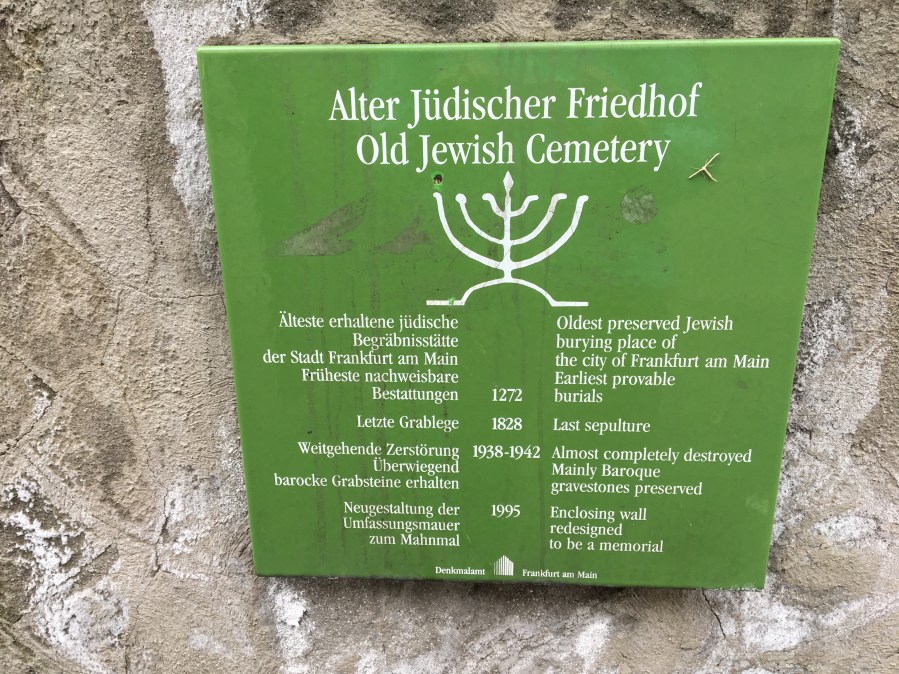 Alter Jüdischer Friedhof
Old Jewish Cemetery
Älteste erhaltene jüdische
Begräbnisstätte
der Stadt Frankfurt am Main
Früheste nachweisbare
Bestattungen
1272
Oldest preserved Jewish
burying place of
the city of Frankfurt am Main
Earliest provable
burials
Letzte Grablege
1828
Last sepulture
Weitgehende Zerstörung
Überwiegend
barocke Grabsteine erhalten
1938-1942
Almost completely destroyed
Mainly Baroque
gravestones preserved
Neugestaltung der
Umfassungsmauer
zum Mahnmal
1995
Enclosing wall
redesigned
to be a memorial
Denkmalamt Frankfurt am Main